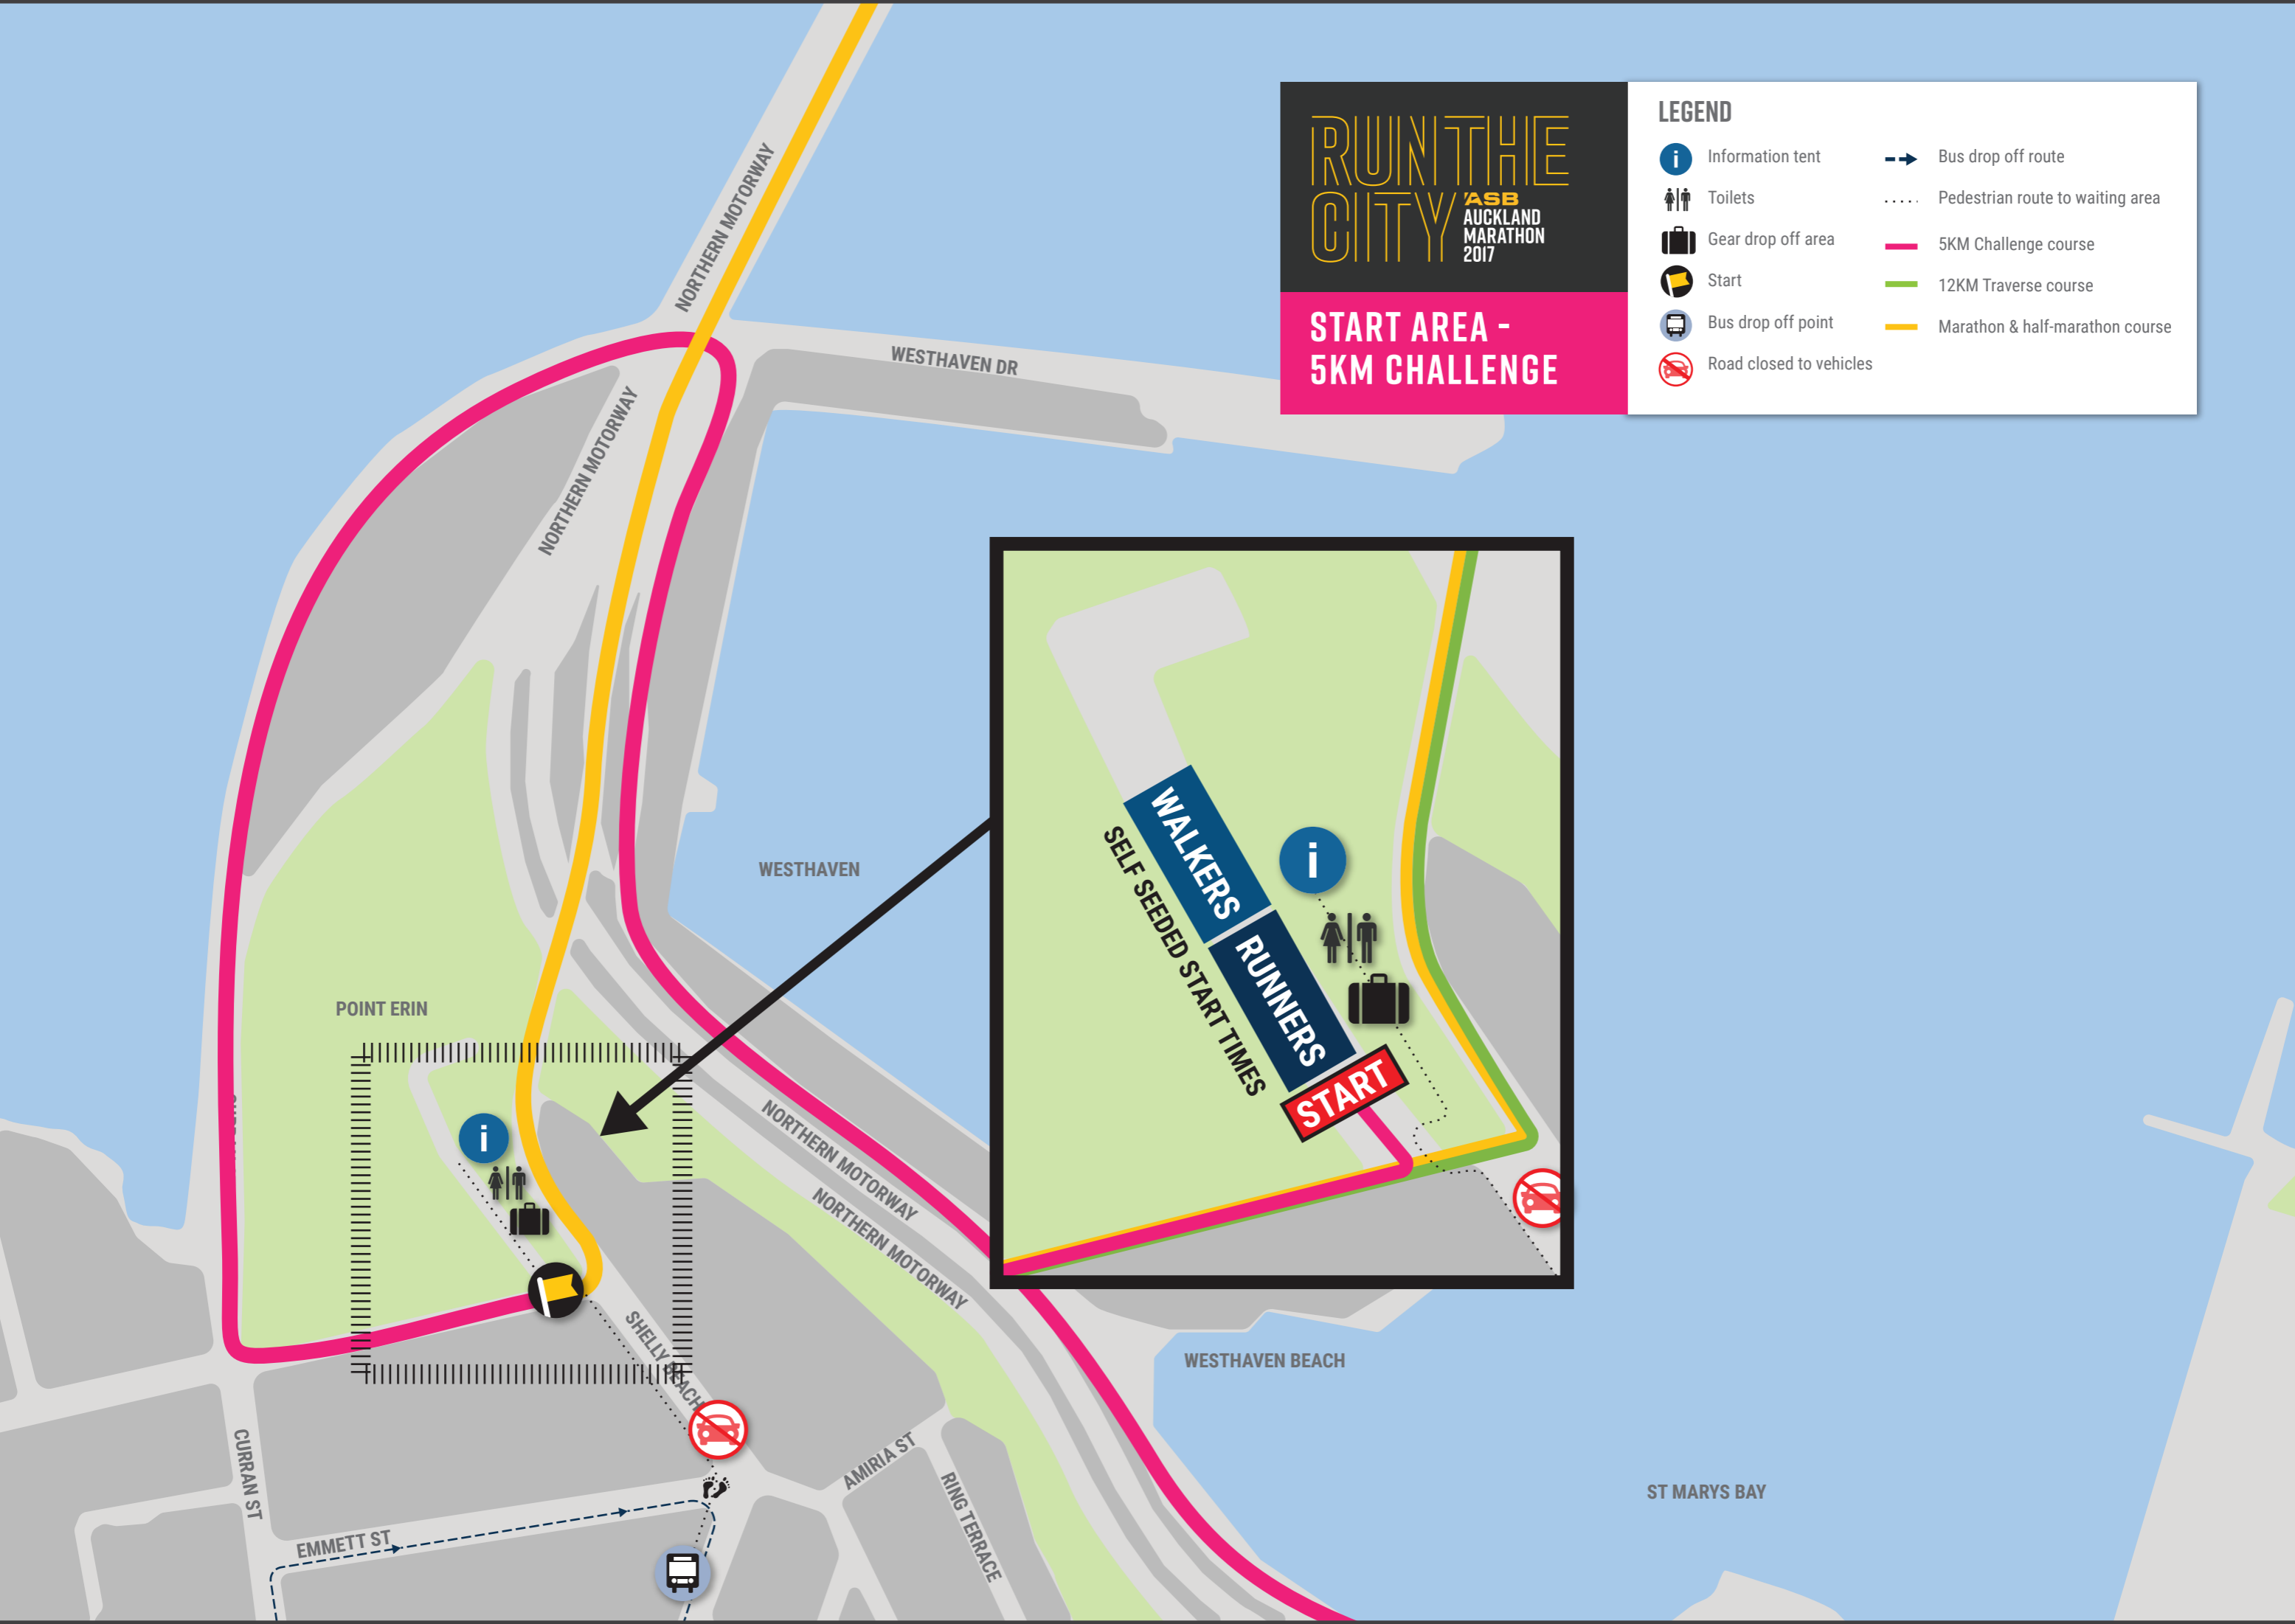 RUN THE
CITY
ASB
AUCKLAND
MARATHON
2017
START AREA -
5KM CHALLENGE
LEGEND
Information tent
Toilets
Gear drop off area
Start
Bus drop off point
Road closed to vehicles
Bus drop off route
Pedestrian route to waiting area
5KM Challenge course
12KM Traverse course
Marathon & half-marathon course
NORTHERN MOTORWAY
WESTHAVEN DR
NORTHERN MOTORWAY
WESTHAVEN
POINT ERIN
WALKERS
RUNNERS
SELF SEEDED START TIMES
START
i
i
NORTHERN MOTORWAY
NORTHERN MOTORWAY
SHELLY BEACH
WESTHAVEN BEACH
CURRAN ST
EMMETT ST
AMIRIA ST
RING TERRACE
ST MARYS BAY